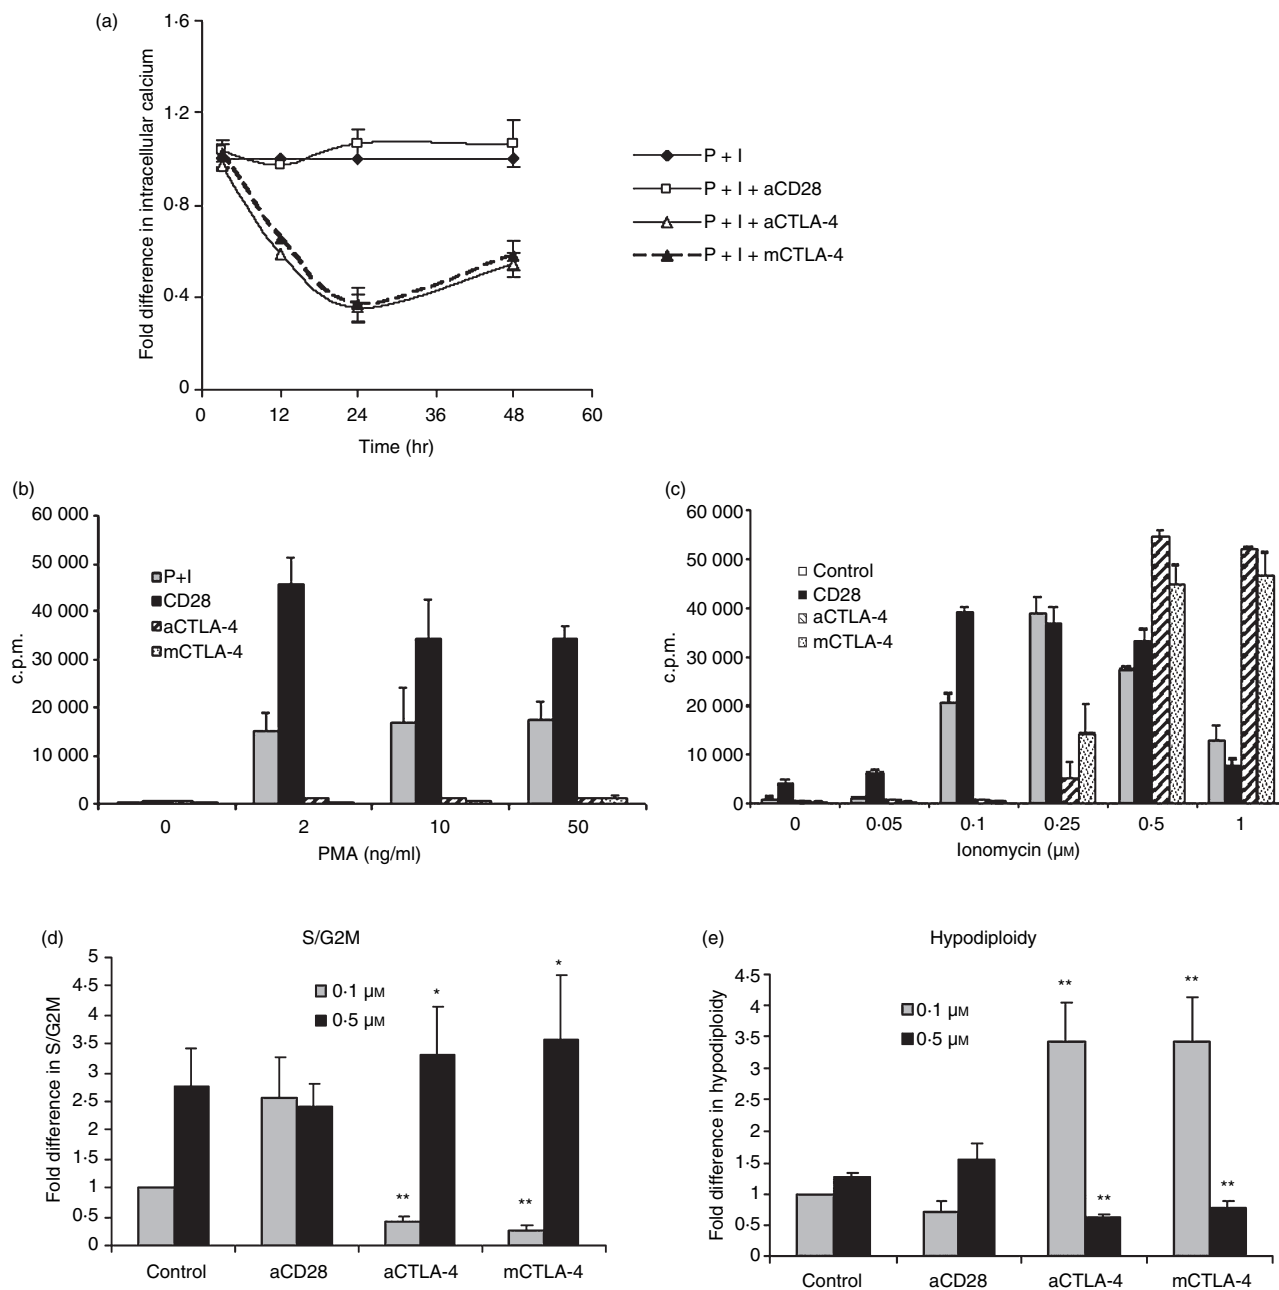 (a)
1·6
1·2
0·8
0·4
0
Fold difference in intracellular calcium
0 12 24 36 48 60
Time (hr)
P + I
P + I + aCD28
P + I + aCTLA-4
P + I + mCTLA-4
(b)
60 000
50 000
40 000
30 000
20 000
10 000
0
c.p.m.
P+I
CD28
aCTLA-4
mCTLA-4
0 2 10 50
PMA (ng/ml)
(c)
60 000
50 000
40 000
30 000
20 000
10 000
0
c.p.m.
Control
CD28
aCTLA-4
mCTLA-4
0 0·05 0·1 0·25 0·5 1
Ionomycin (μM)
(d)
S/G2M
5
4·5
4
3·5
3
2·5
2
1·5
1
0·5
0
Fold difference in S/G2M
0·1 μM
0·5 μM
**
*
**
*
Control aCD28 aCTLA-4 mCTLA-4
(e)
Hypodiploidy
4·5
4
3·5
3
2·5
2
1·5
1
0·5
0
Fold difference in hypodiploidy
0·1 μM
0·5 μM
**
**
**
**
Control aCD28 aCTLA-4 mCTLA-4